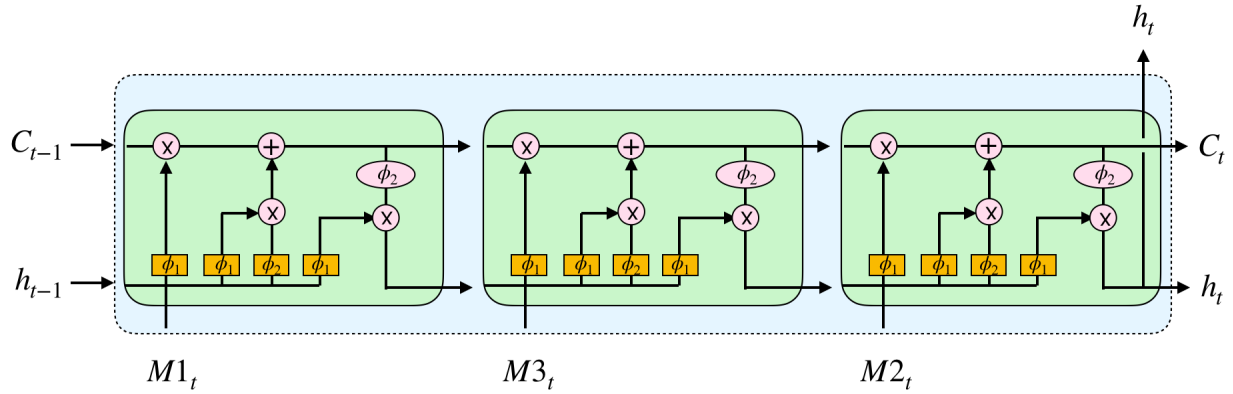 h_t
C_{t-1} x + x + x + C_t
ϕ_2 ϕ_2 ϕ_2
x x x x x x
ϕ_1 ϕ_1 ϕ_2 ϕ_1 ϕ_1 ϕ_1 ϕ_2 ϕ_1 ϕ_1 ϕ_1 ϕ_2 ϕ_1
h_{t-1} h_t
M1_t M3_t M2_t